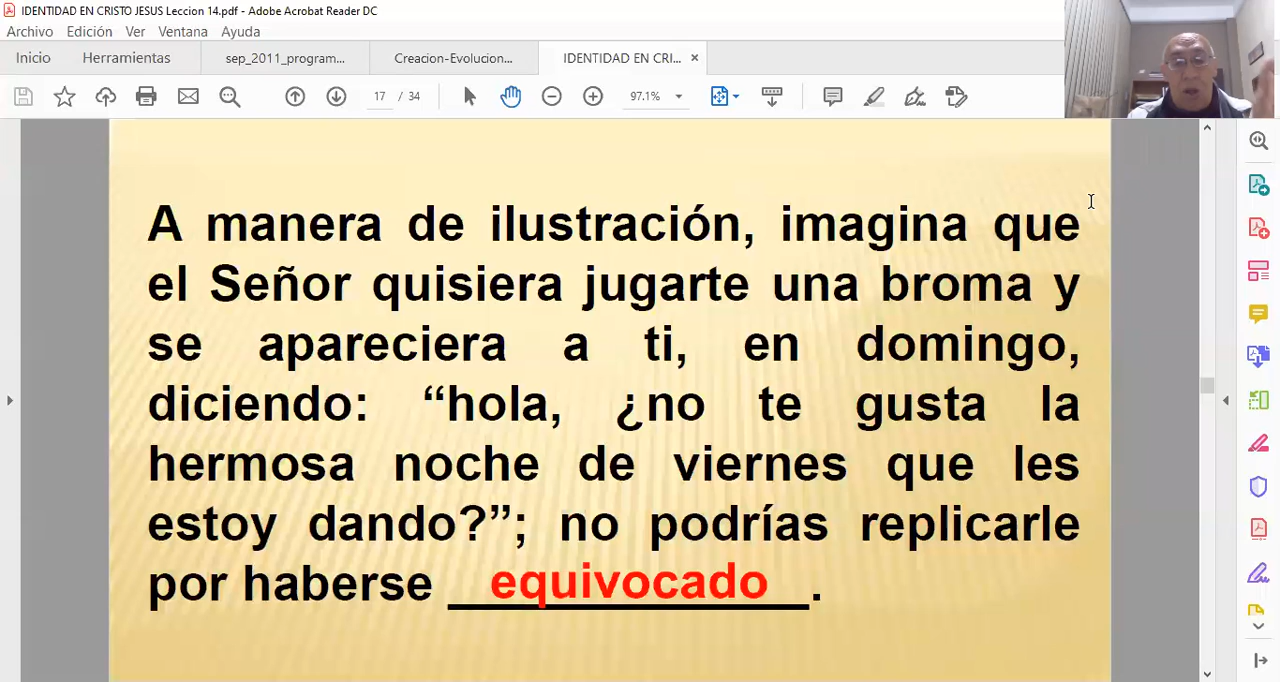 IDENTIDAD EN CRISTO JESUS Leccion 14.pdf - Adobe Acrobat Reader DC
Archivo Edición Ver Ventana Ayuda
Inicio Herramientas sep_2011_program... Creacion-Evolucion... IDENTIDAD EN CRI... ×
17 / 34 97.1%
A manera de ilustración, imagina que
el Señor quisiera jugarte una broma y
se apareciera a ti, en domingo,
diciendo: “hola, ¿no te gusta la
hermosa noche de viernes que les
estoy dando?”; no podrías replicarle
por haberse equivocado.